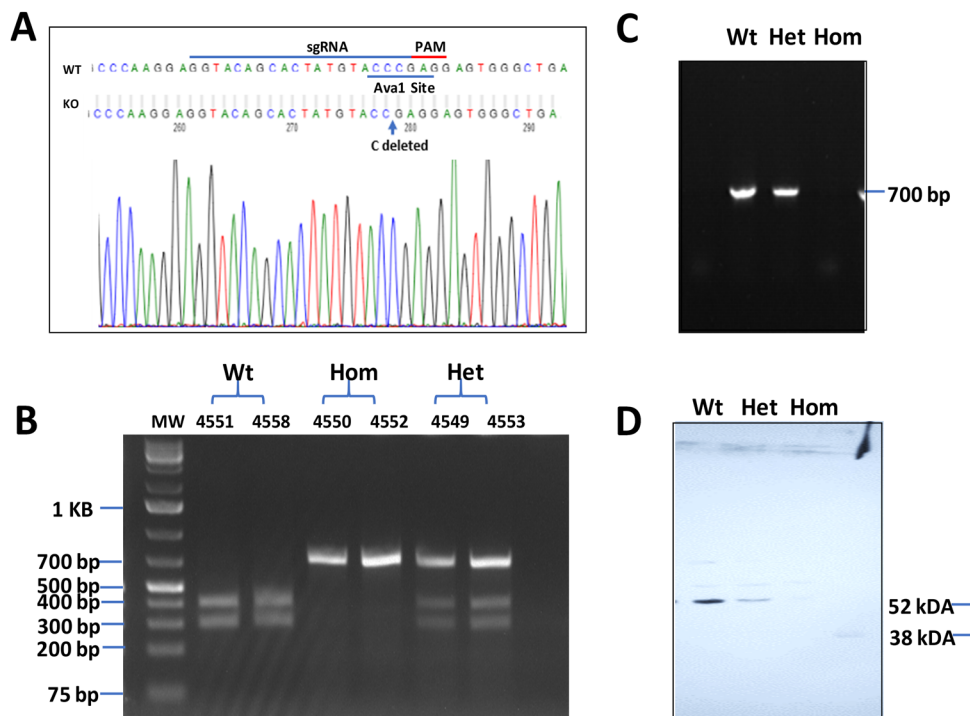 A
sgRNA PAM
WT CCCAAGGAGGTACAGCACTATGTACCCGAGGAGTGGGCTGA
Ava1 Site
KO CCCAAGGAGGTACAGCACTATGTACCGAGGAGTGGGCTGA
260 270 280 290
C deleted
B
Wt Hom Het
MW 4551 4558 4550 4552 4549 4553
1 KB
700 bp
500 bp
400 bp
300 bp
200 bp
75 bp
C
Wt Het Hom
700 bp
D
Wt Het Hom
52 kDA
38 kDA